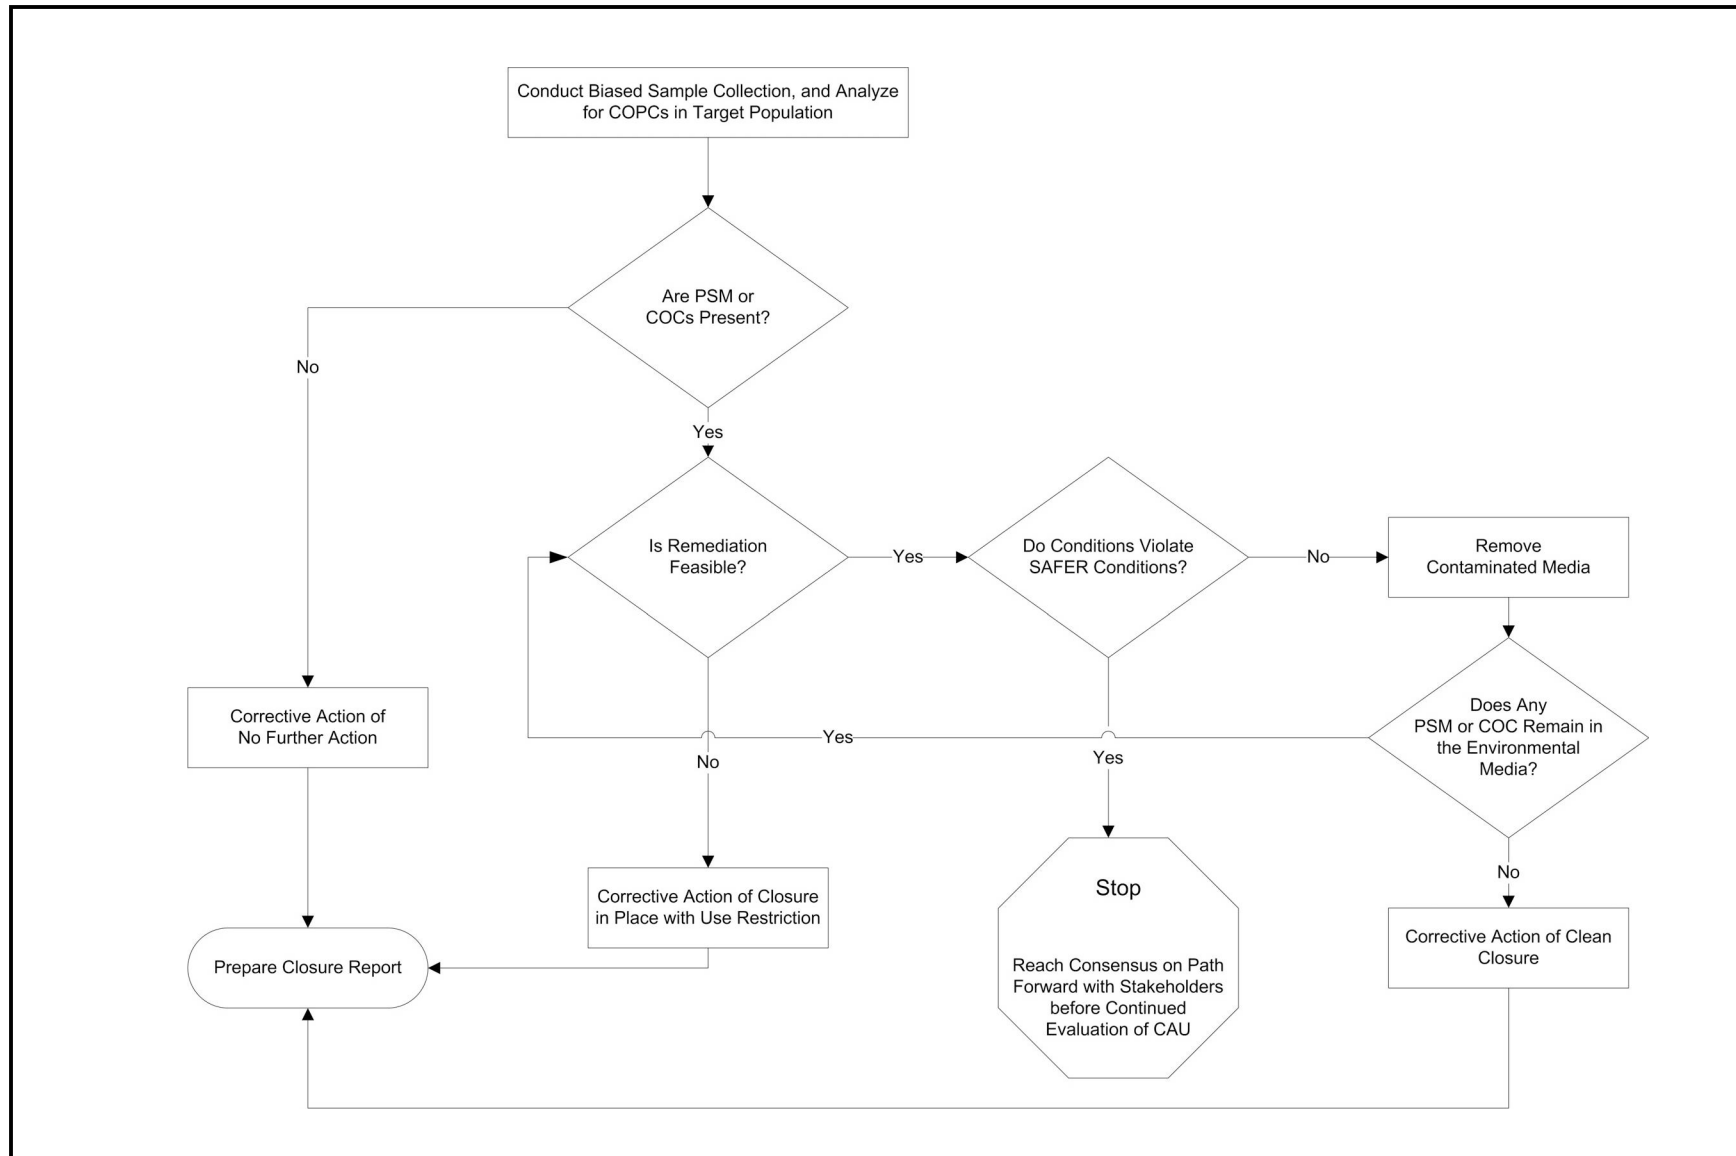 Conduct Biased Sample Collection, and Analyze
for COPCs in Target Population
Are PSM or
COCs Present?
No
Yes
Is Remediation
Feasible?
Yes
Do Conditions Violate
SAFER Conditions?
No
Remove
Contaminated Media
Does Any
PSM or COC Remain in
the Environmental
Media?
Yes
No
Yes
Corrective Action of
No Further Action
Corrective Action of Closure
in Place with Use Restriction
Stop
Reach Consensus on Path
Forward with Stakeholders
before Continued
Evaluation of CAU
No
Corrective Action of Clean
Closure
Prepare Closure Report